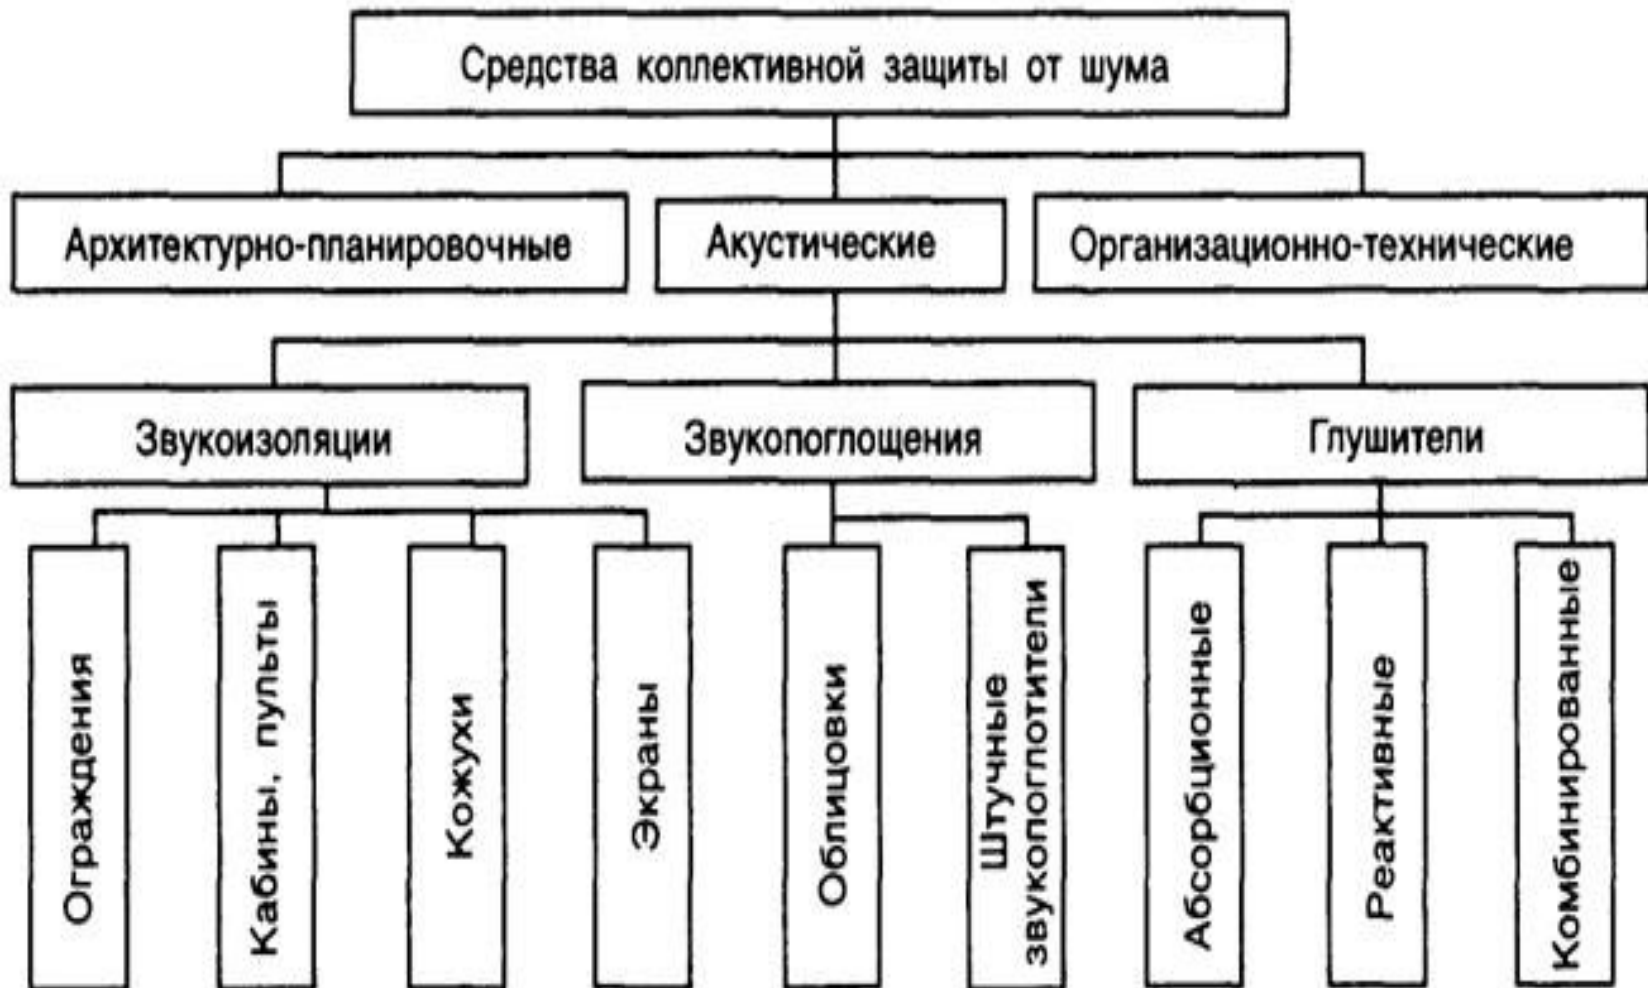 Средства коллективной защиты от шума
Архитектурно-планировочные
Акустические
Организационно-технические
Звукоизоляции
Звукопоглощения
Глушители
Ограждения
Кабины, пульты
Кожухи
Экраны
Облицовки
Штучные
звукопоглотители
Абсорбционные
Реактивные
Комбинированные